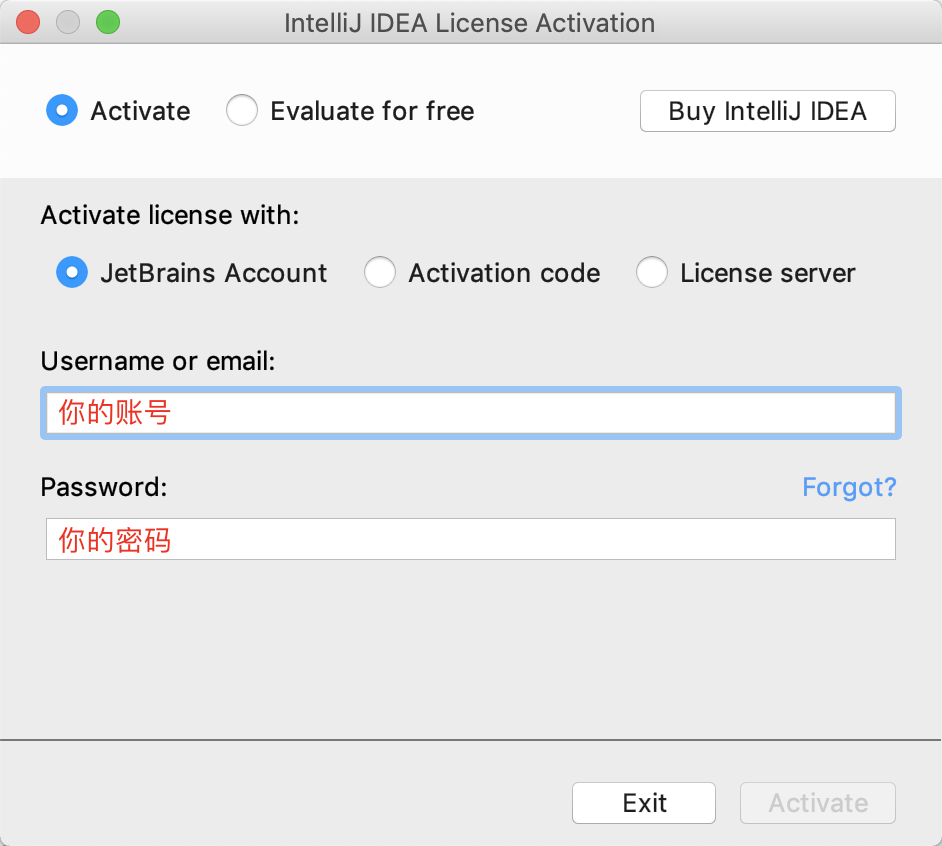 IntelliJ IDEA License Activation
Activate Evaluate for free Buy IntelliJ IDEA
Activate license with:
JetBrains Account Activation code License server
Username or email:
你的账号
Password: Forgot?
你的密码
Exit Activate